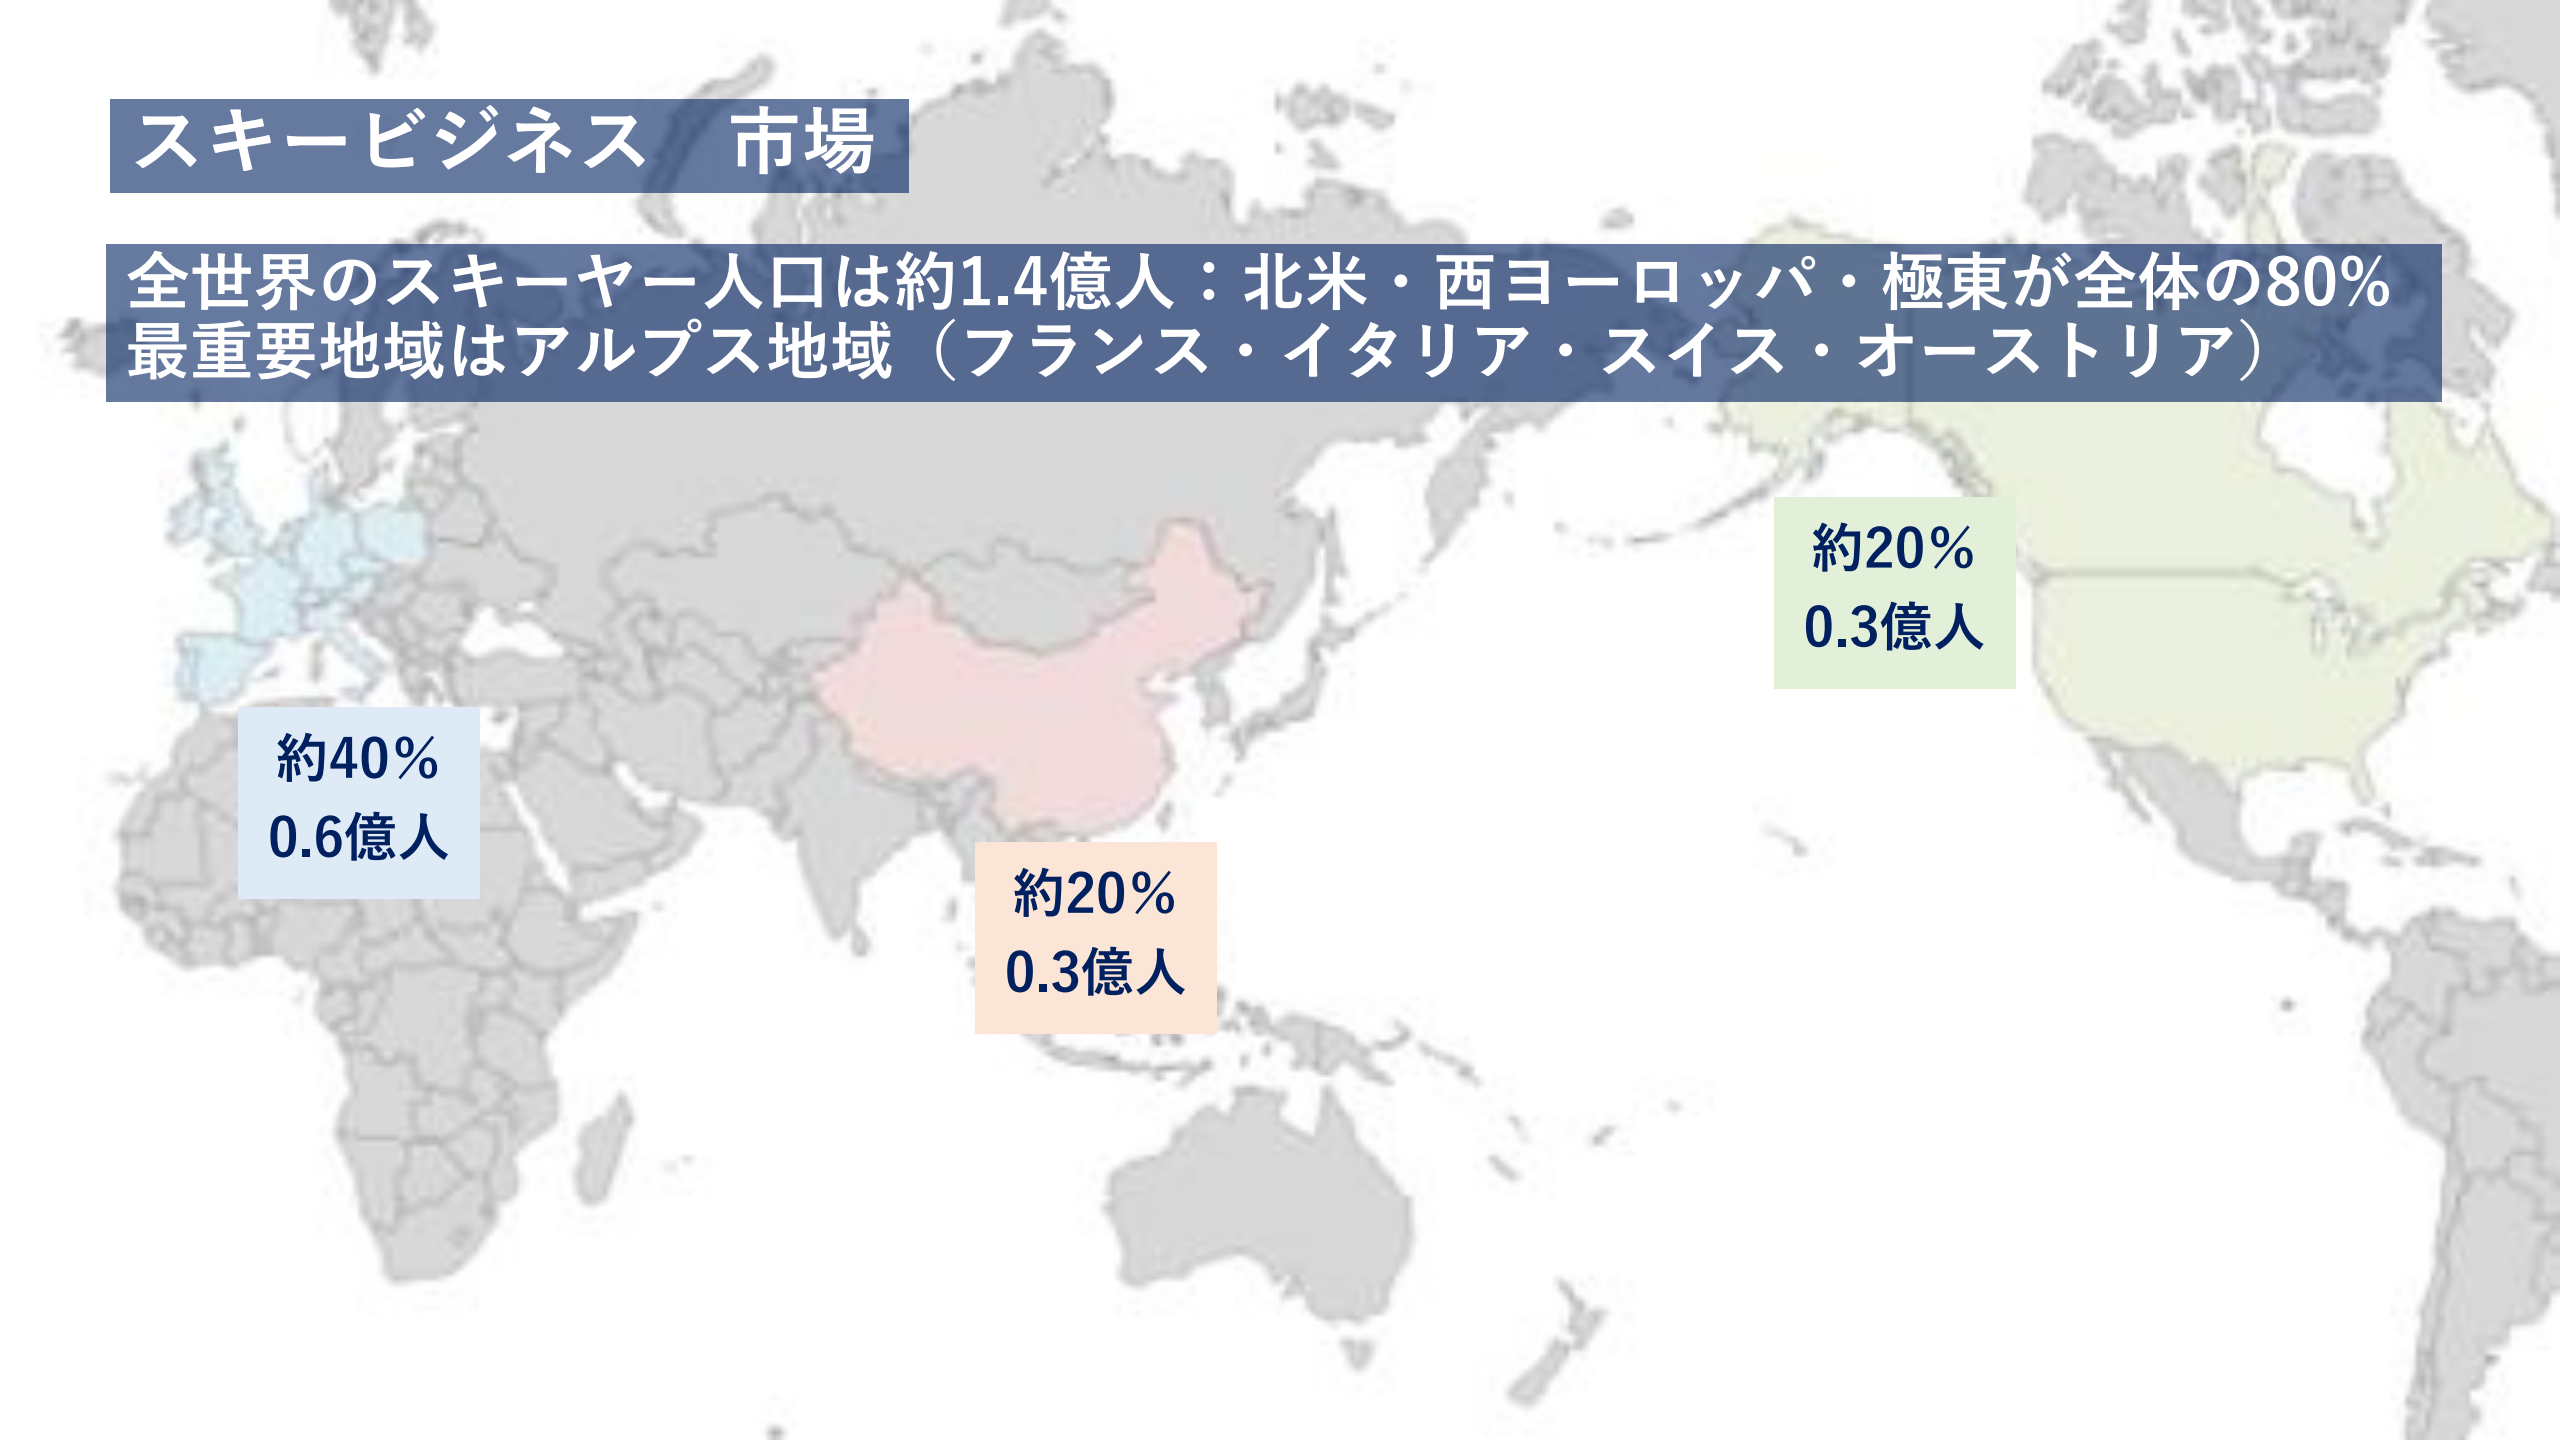 スキービジネス　市場
全世界のスキーヤー人口は約1.4億人：北米・西ヨーロッパ・極東が全体の80%
最重要地域はアルプス地域（フランス・イタリア・スイス・オーストリア）
約20%
0.3億人
約40%
0.6億人
約20%
0.3億人